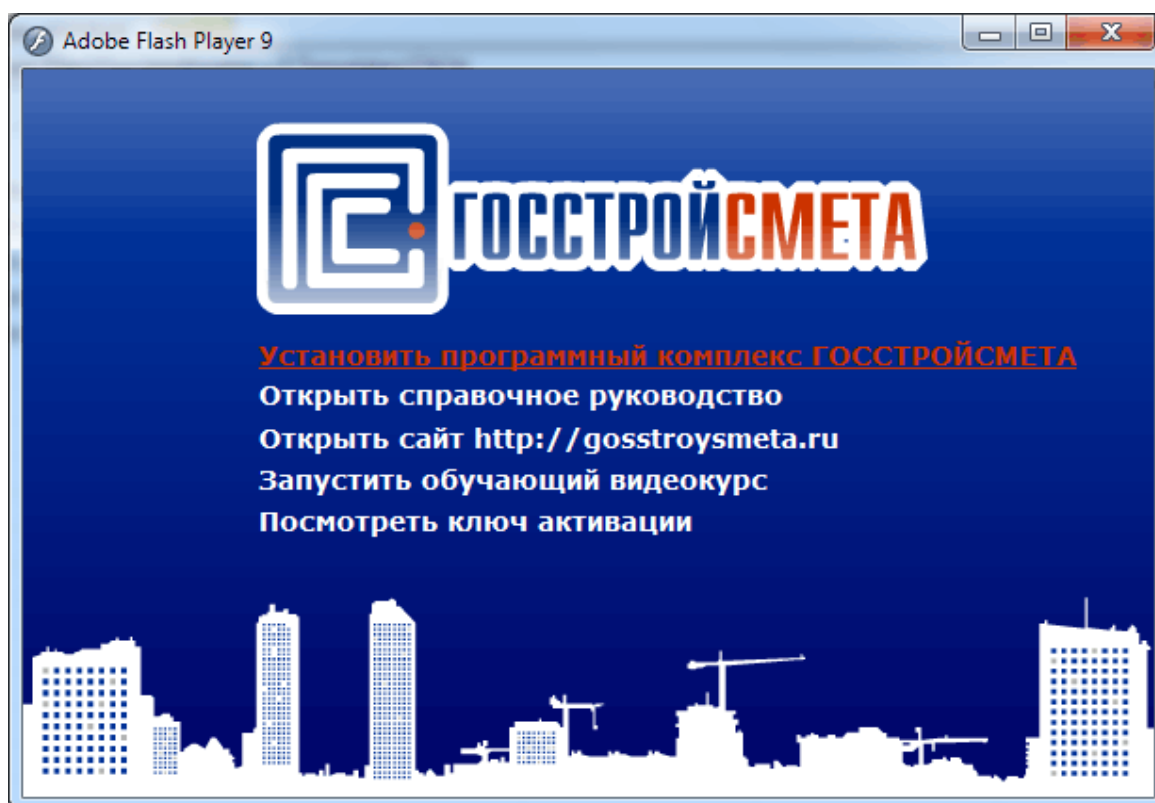 Adobe Flash Player 9
ГОССТРОЙСМЕТА
Установить программный комплекс ГОССТРОЙСМЕТА
Открыть справочное руководство
Открыть сайт http://gosstroysmeta.ru
Запустить обучающий видеокурс
Посмотреть ключ активации